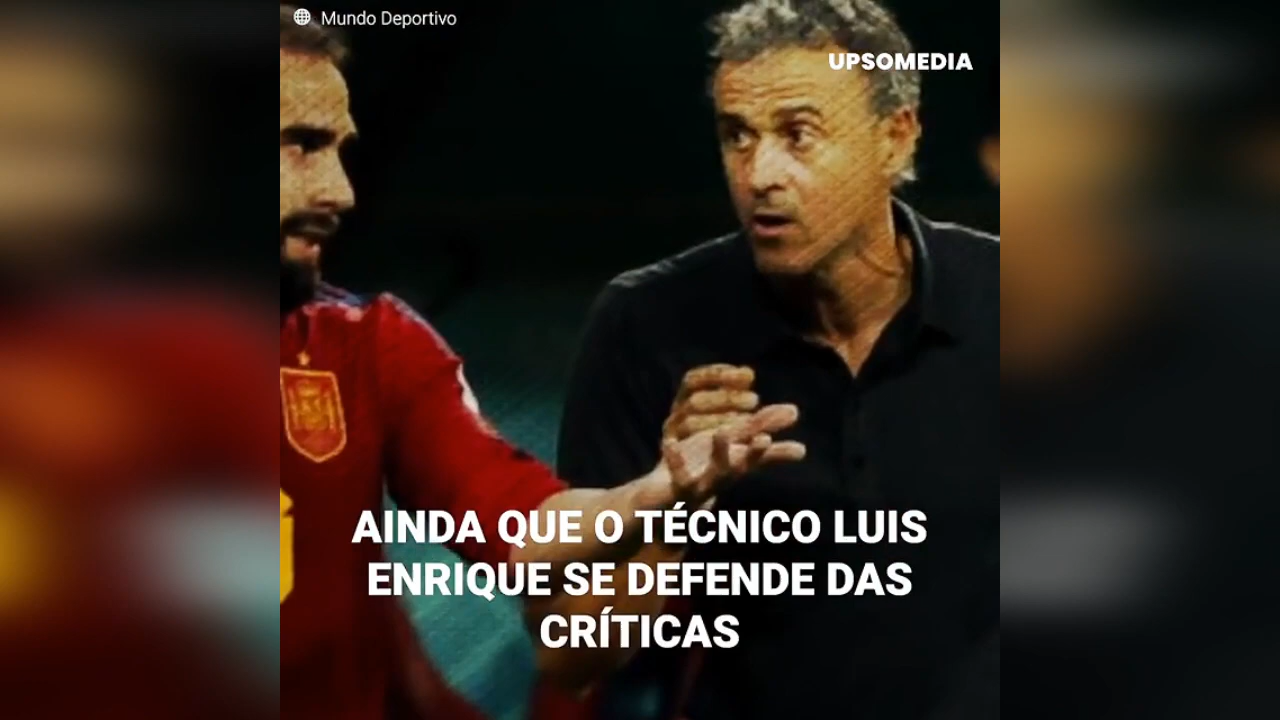 Mundo Deportivo
UPSOMEDIA
AINDA QUE O TÉCNICO LUIS
ENRIQUE SE DEFENDE DAS
CRÍTICAS